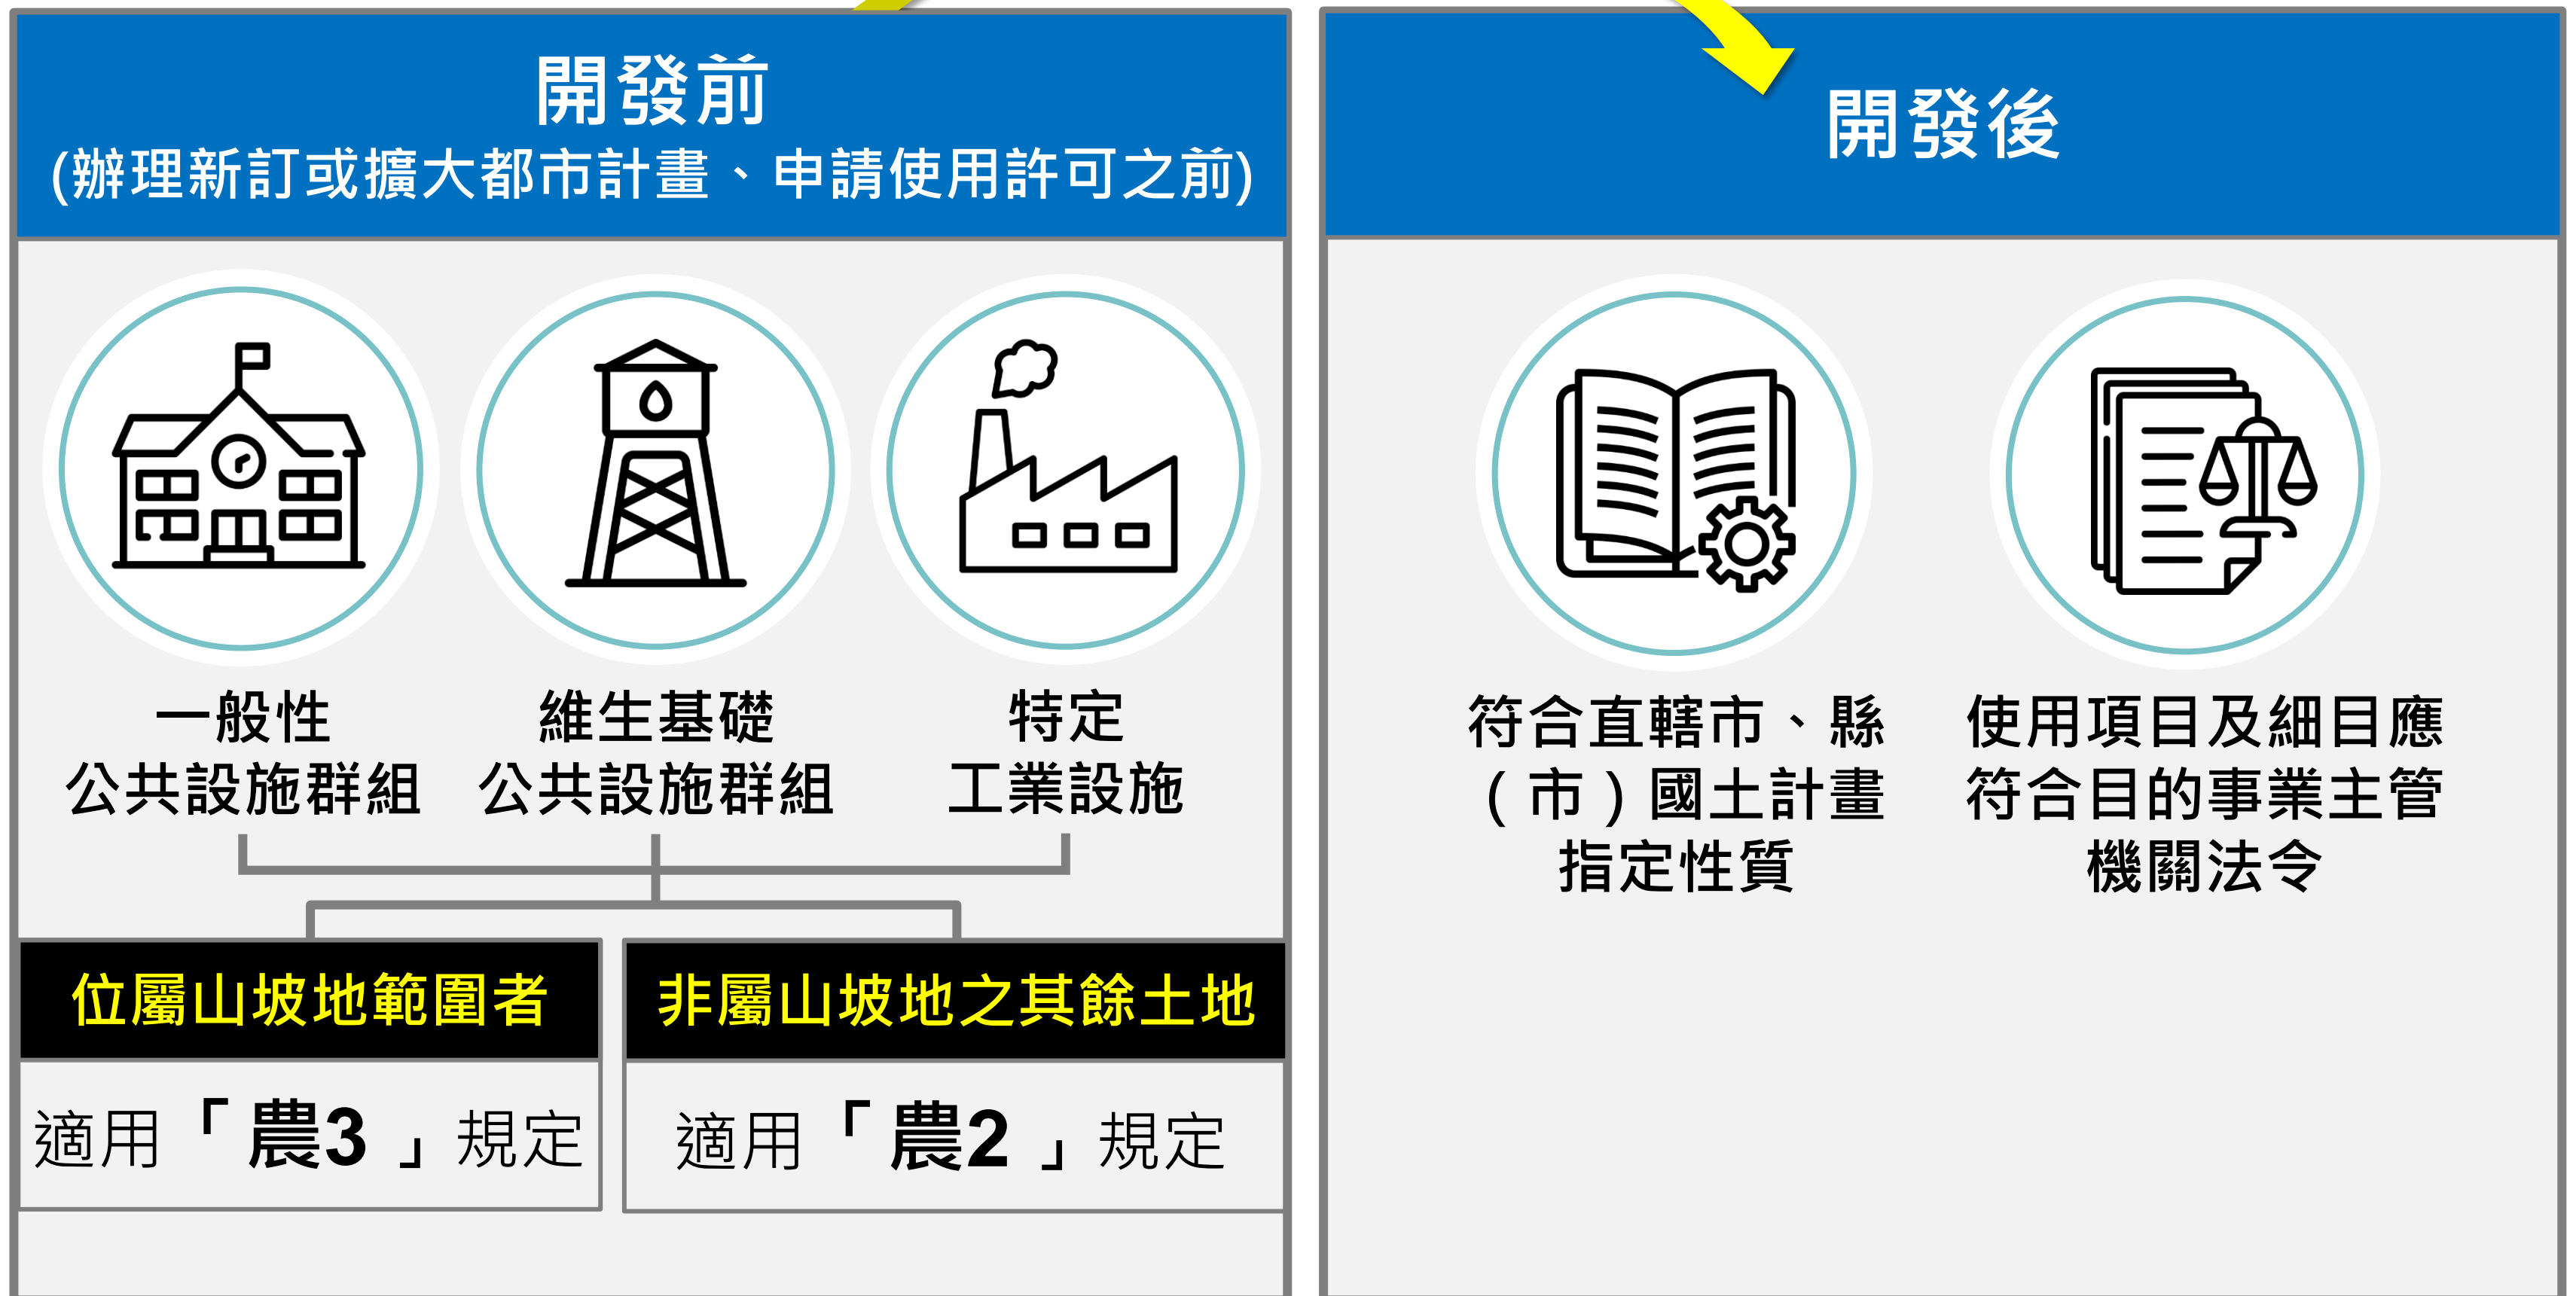 開發前
(辦理新訂或擴大都市計畫、申請使用許可之前)
一般性
公共設施群組
維生基礎
公共設施群組
特定
工業設施
位屬山坡地範圍者
適用「農3」規定
非屬山坡地之其餘土地
適用「農2」規定
開發後
符合直轄市、縣
（市）國土計畫
指定性質
使用項目及細目應
符合目的事業主管
機關法令